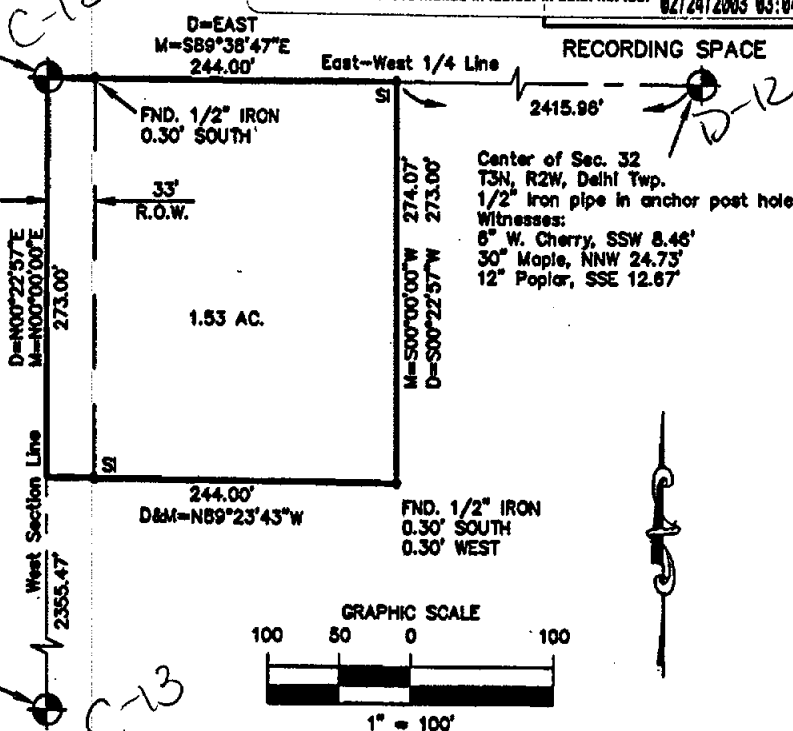 02/24/2003 03:04
RECORDING SPACE
D=EAST
M=S89°38'47"E
244.00'
East-West 1/4 Line
2415.96'
D-12
FND. 1/2" IRON
0.30' SOUTH
33'
R.O.W.
1.53 AC.
Center of Sec. 32
T3N, R2W, Delhi Twp.
1/2" iron pipe in anchor post hole
Witnesses:
6" W. Cherry, SSW 8.46'
30" Maple, NNW 24.73'
12" Poplar, SSE 12.67'
D=N00°22'57"E
M=N00°00'00"E
273.00'
M=S00°00'00"W 274.07'
D=S00°22'57"W 273.00'
SI
SI
244.00'
D&M=N89°23'43"W
FND. 1/2" IRON
0.30' SOUTH
0.30' WEST
West Section Line
2355.47'
C-13
GRAPHIC SCALE
100 50 0 100
1" = 100'